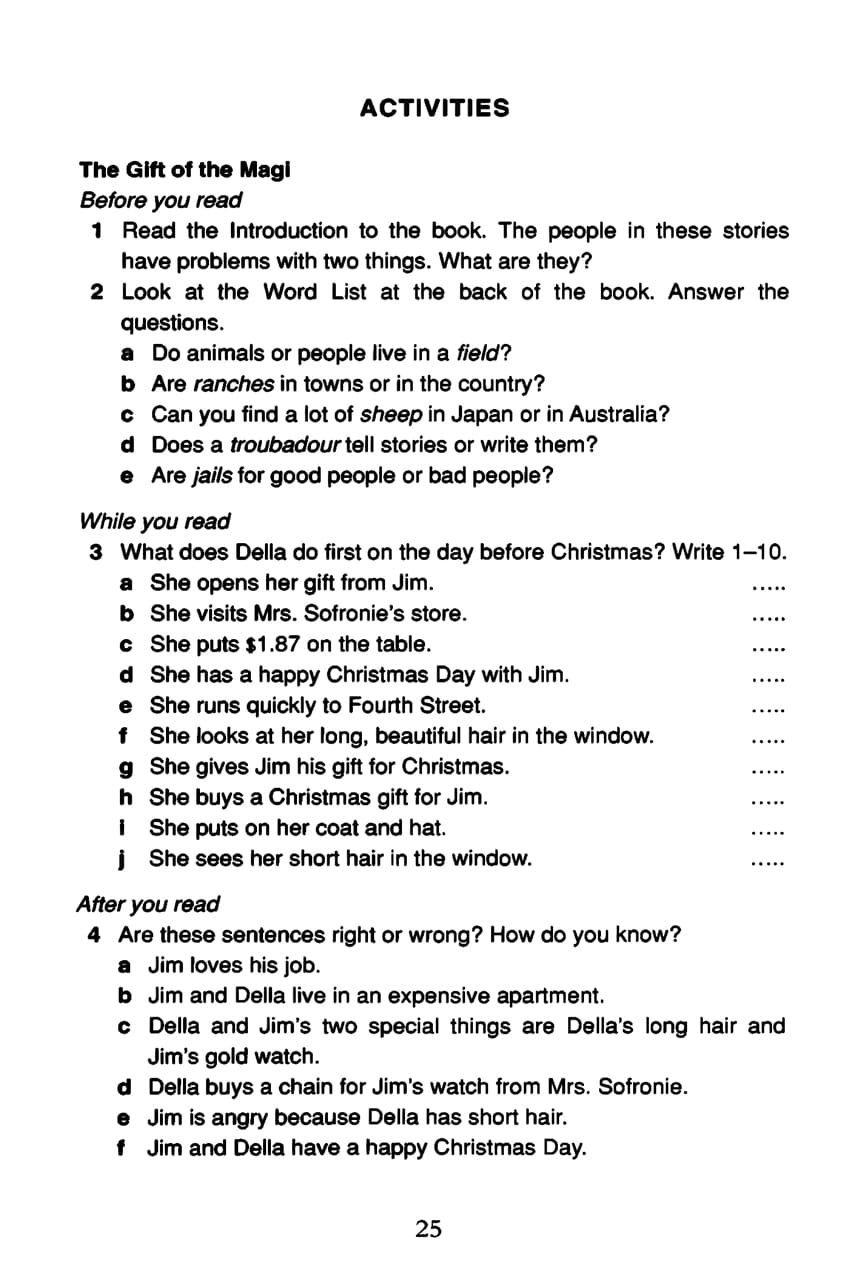 ACTIVITIES
The Gift of the Magi
Before you read
1 Read the Introduction to the book. The people in these stories
have problems with two things. What are they?
2 Look at the Word List at the back of the book. Answer the
questions.
a Do animals or people live in a field?
b Are ranches in towns or in the country?
c Can you find a lot of sheep in Japan or in Australia?
d Does a troubadour tell stories or write them?
e Are jails for good people or bad people?
While you read
3 What does Della do first on the day before Christmas? Write 1–10.
a She opens her gift from Jim. .....
b She visits Mrs. Sofronie's store. .....
c She puts $1.87 on the table. .....
d She has a happy Christmas Day with Jim. .....
e She runs quickly to Fourth Street. .....
f She looks at her long, beautiful hair in the window. .....
g She gives Jim his gift for Christmas. .....
h She buys a Christmas gift for Jim. .....
i She puts on her coat and hat. .....
j She sees her short hair in the window. .....
After you read
4 Are these sentences right or wrong? How do you know?
a Jim loves his job.
b Jim and Della live in an expensive apartment.
c Della and Jim's two special things are Della's long hair and
Jim's gold watch.
d Della buys a chain for Jim's watch from Mrs. Sofronie.
e Jim is angry because Della has short hair.
f Jim and Della have a happy Christmas Day.
25